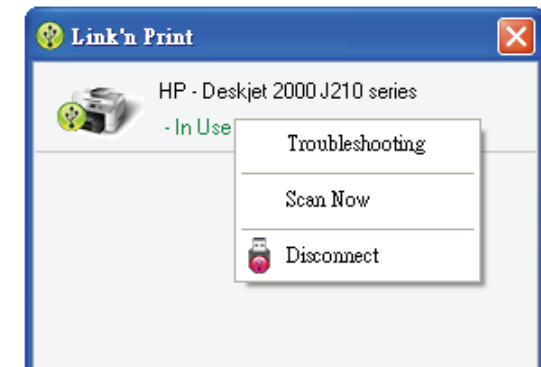 Link'n Print
HP - Deskjet 2000 J210 series
- In Use
Troubleshooting
Scan Now
Disconnect